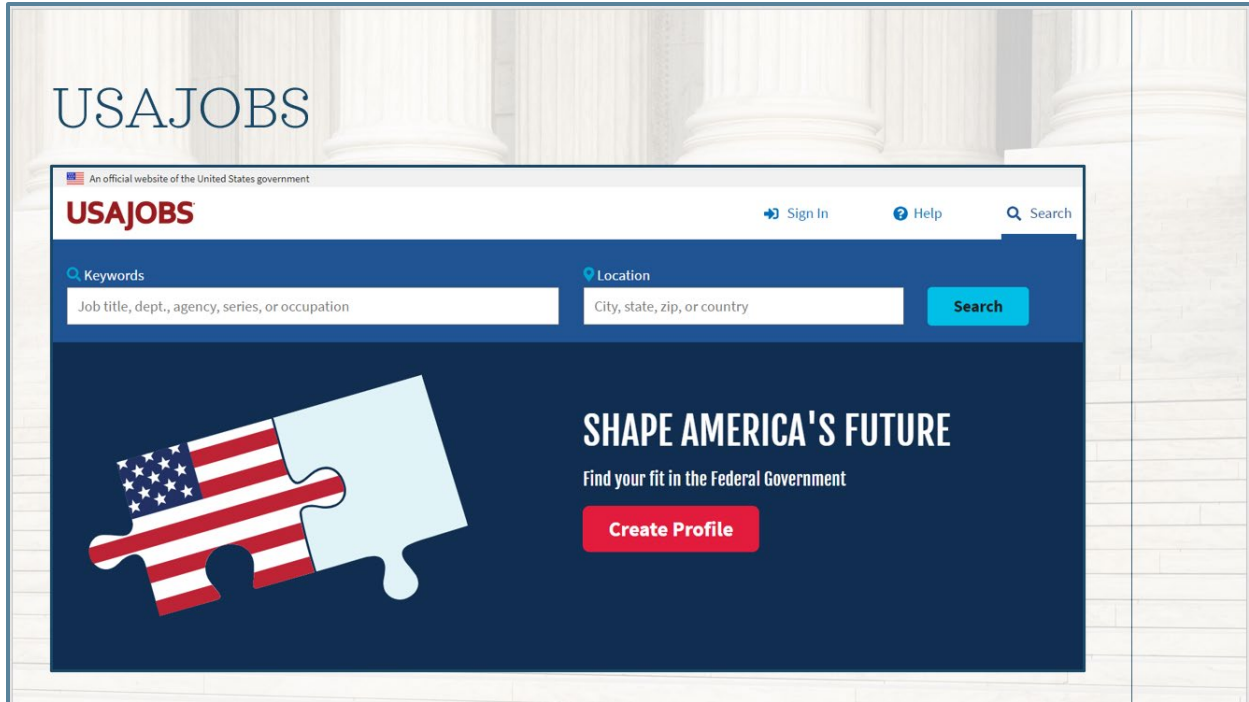 USAJOBS
An official website of the United States government
USAJOBS
Sign In
Help
Search
Keywords
Location
Job title, dept., agency, series, or occupation
City, state, zip, or country
Search
SHAPE AMERICA'S FUTURE
Find your fit in the Federal Government
Create Profile